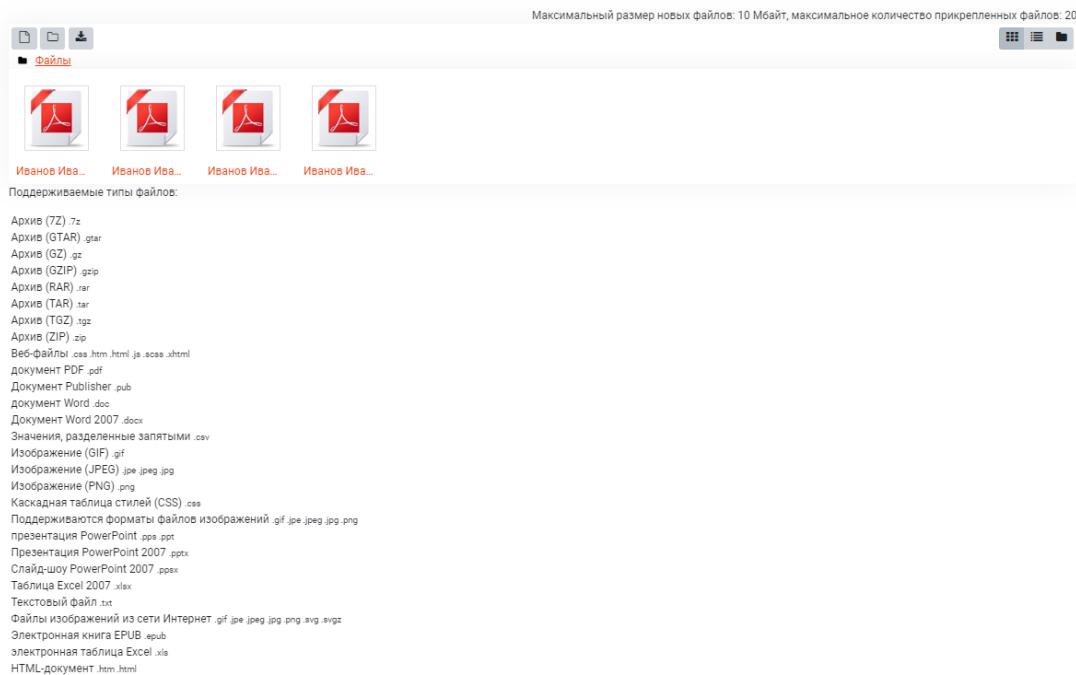 Максимальный размер новых файлов: 10 Мбайт, максимальное количество прикрепленных файлов: 20
Файлы
Иванов Ива... Иванов Ива... Иванов Ива... Иванов Ива...
Поддерживаемые типы файлов:
Архив (7Z) .7z
Архив (GTAR) .gtar
Архив (GZ) .gz
Архив (GZIP) .gzip
Архив (RAR) .rar
Архив (TAR) .tar
Архив (TGZ) .tgz
Архив (ZIP) .zip
Веб-файлы .css .htm .html .js .scss .xhtml
документ PDF .pdf
Документ Publisher .pub
документ Word .doc
Документ Word 2007 .docx
Значения, разделенные запятыми .csv
Изображение (GIF) .gif
Изображение (JPEG) .jpe .jpeg .jpg
Изображение (PNG) .png
Каскадная таблица стилей (CSS) .css
Поддерживаются форматы файлов изображений .gif .jpe .jpeg .jpg .png
презентация PowerPoint .pps .ppt
Презентация PowerPoint 2007 .pptx
Слайд-шоу PowerPoint 2007 .ppsx
Таблица Excel 2007 .xlsx
Текстовый файл .txt
Файлы изображений из сети Интернет .gif .jpe .jpeg .jpg .png .svg .svgz
Электронная книга EPUB .epub
электронная таблица Excel .xls
HTML-документ .htm .html